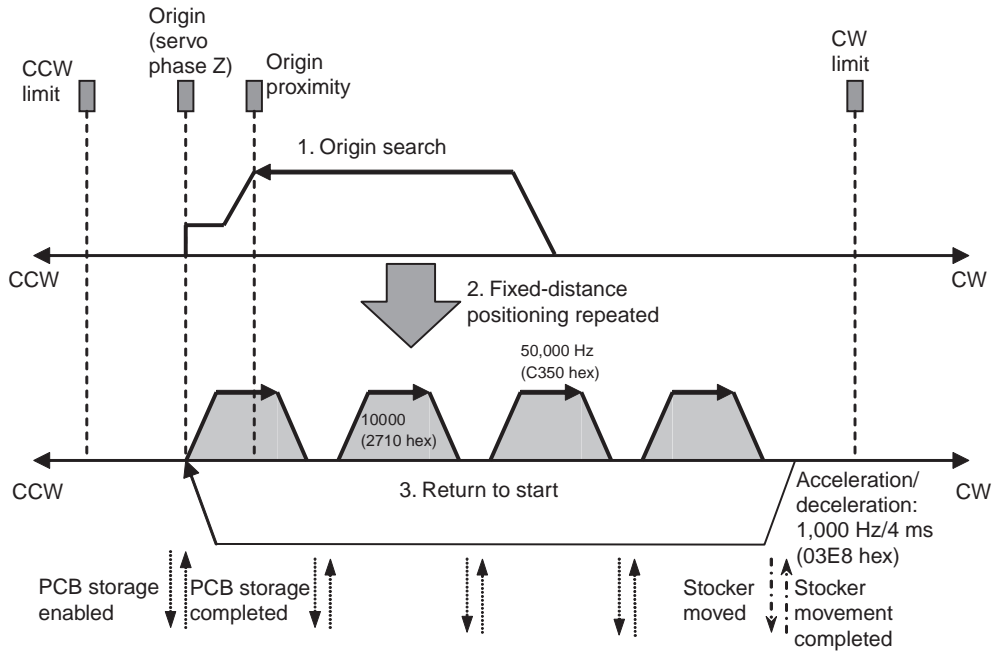 Origin
(servo
phase Z)
CCW
limit
Origin
proximity
CW
limit
1. Origin search
CCW
CW
2. Fixed-distance
positioning repeated
50,000 Hz
(C350 hex)
10000
(2710 hex)
CCW
CW
3. Return to start
Acceleration/
deceleration:
1,000 Hz/4 ms
(03E8 hex)
PCB storage
enabled
PCB storage
completed
Stocker
moved
Stocker
movement
completed